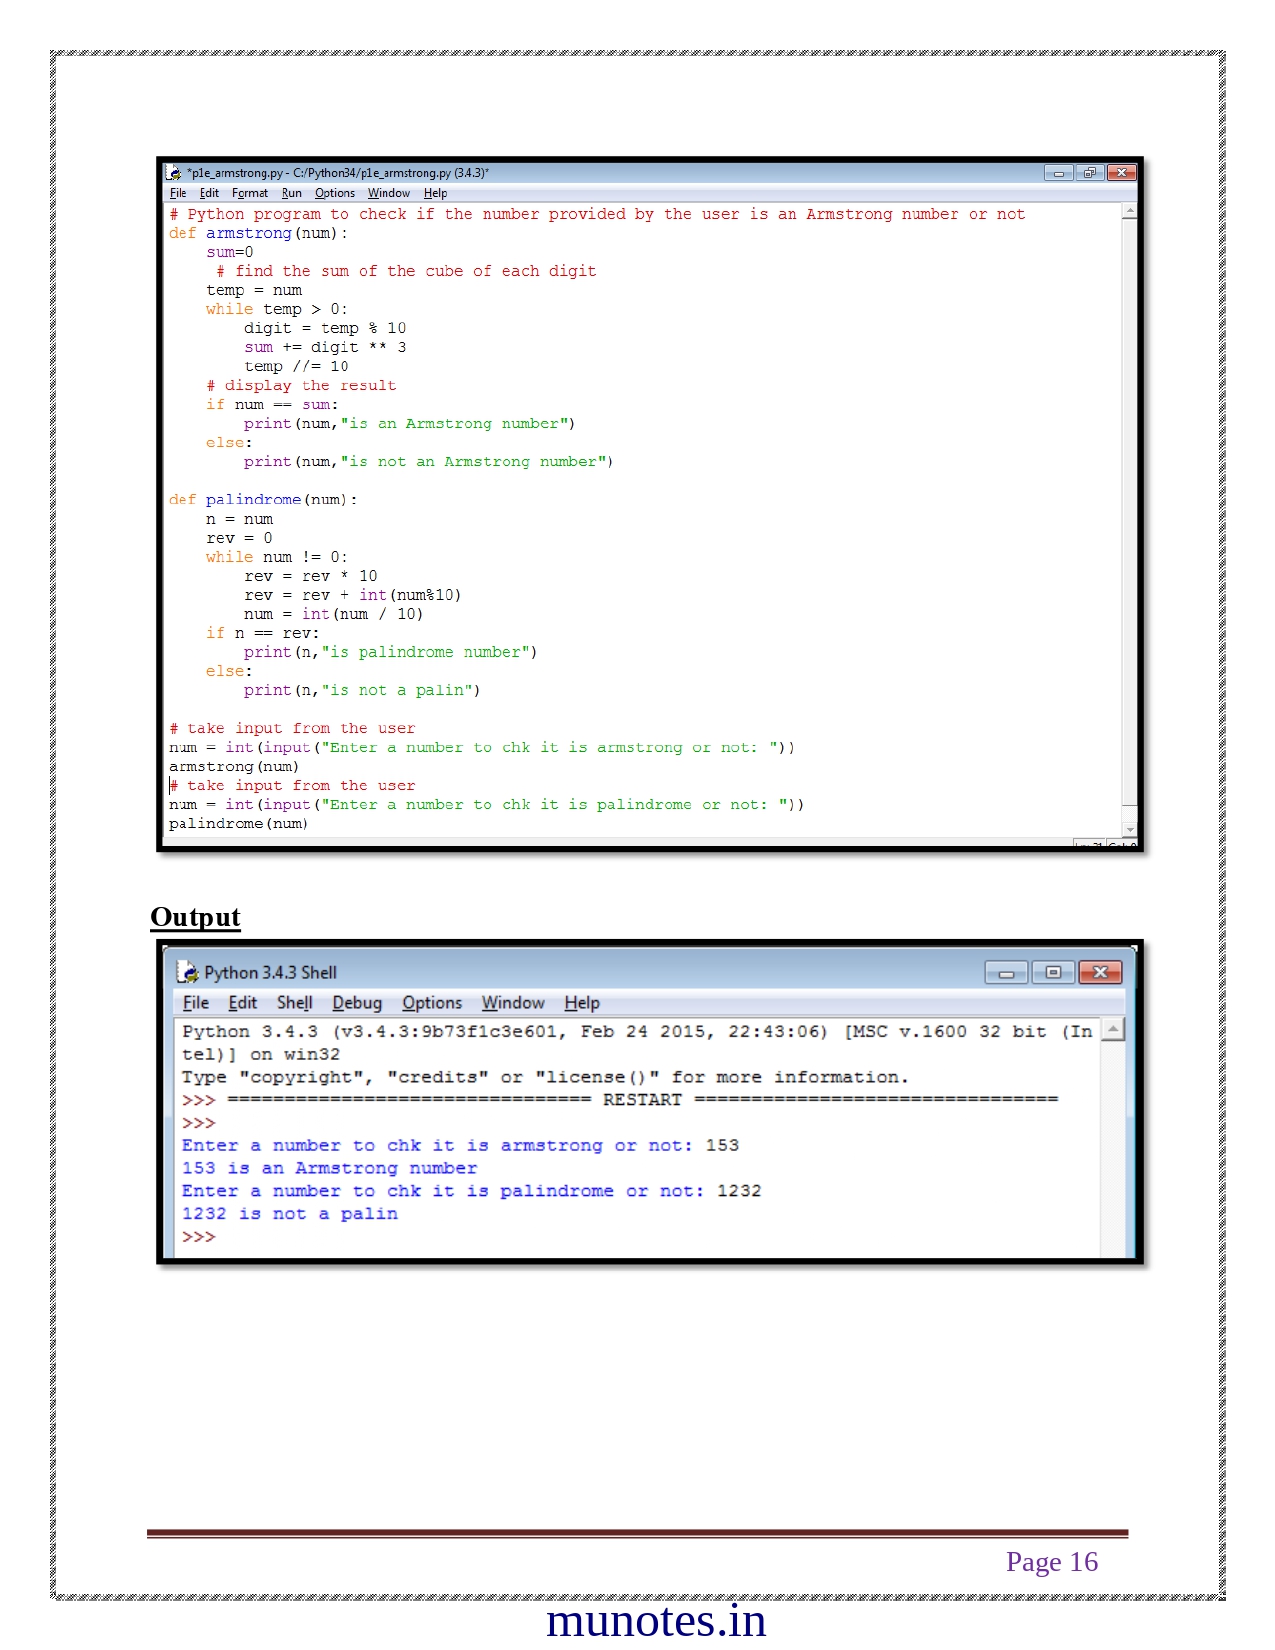 *p1e_armstrong.py - C:/Python34/p1e_armstrong.py (3.4.3)*
File Edit Format Run Options Window Help
# Python program to check if the number provided by the user is an Armstrong number or not
def armstrong(num):
    sum=0
     # find the sum of the cube of each digit
    temp = num
    while temp > 0:
        digit = temp % 10
        sum += digit ** 3
        temp //= 10
    # display the result
    if num == sum:
        print(num,"is an Armstrong number")
    else:
        print(num,"is not an Armstrong number")
def palindrome(num):
    n = num
    rev = 0
    while num != 0:
        rev = rev * 10
        rev = rev + int(num%10)
        num = int(num / 10)
    if n == rev:
        print(n,"is palindrome number")
    else:
        print(n,"is not a palin")
# take input from the user
num = int(input("Enter a number to chk it is armstrong or not: "))
armstrong(num)
# take input from the user
num = int(input("Enter a number to chk it is palindrome or not: "))
palindrome(num)
Output
Python 3.4.3 Shell
File Edit Shell Debug Options Window Help
Python 3.4.3 (v3.4.3:9b73f1c3e601, Feb 24 2015, 22:43:06) [MSC v.1600 32 bit (In
tel)] on win32
Type "copyright", "credits" or "license()" for more information.
>>> ================================ RESTART ================================
>>>
Enter a number to chk it is armstrong or not: 153
153 is an Armstrong number
Enter a number to chk it is palindrome or not: 1232
1232 is not a palin
>>>
Page 16
munotes.in